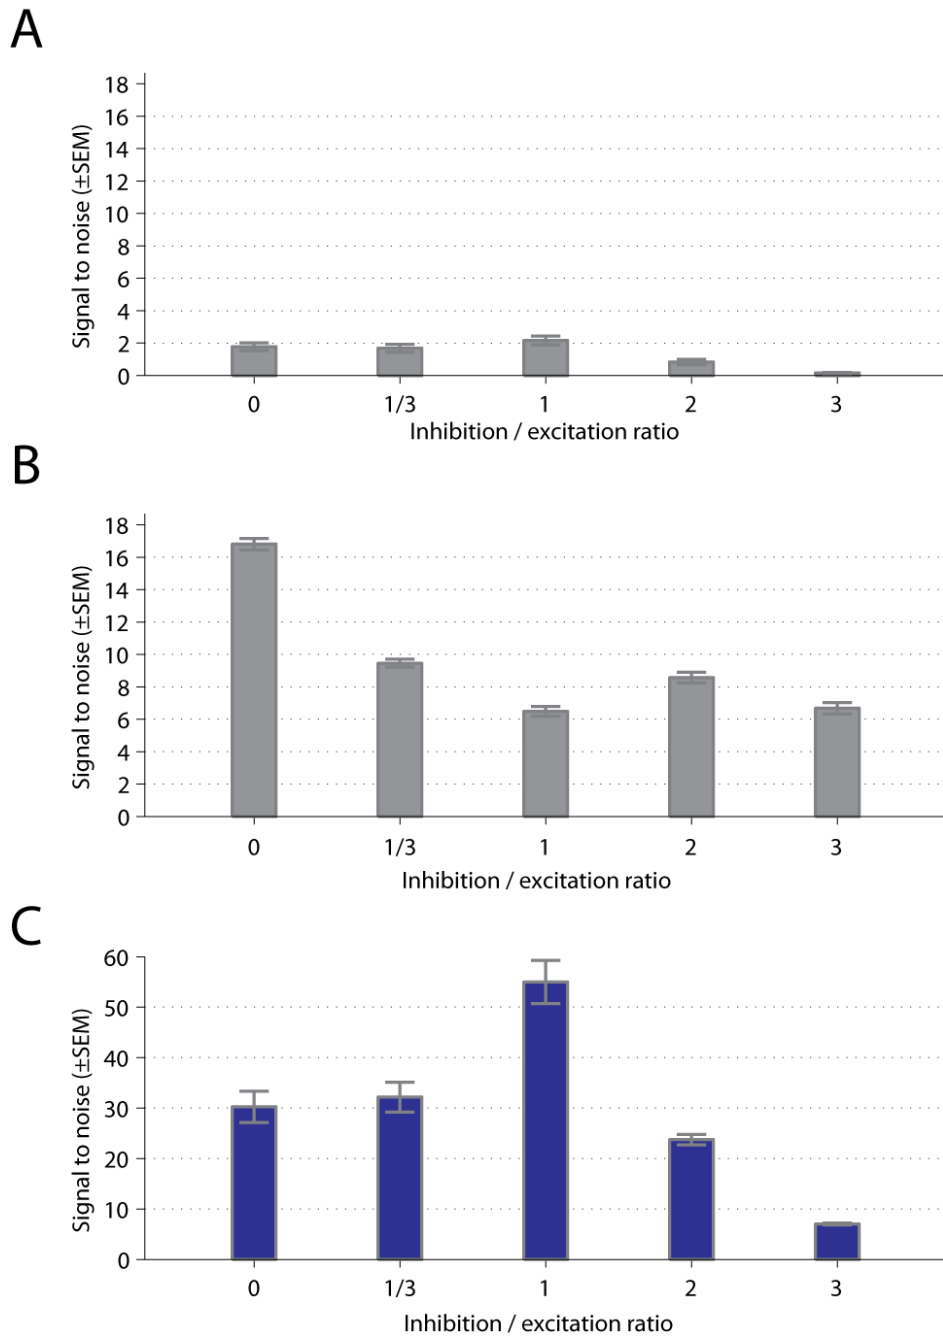 A
Signal to noise (±SEM)
18
16
14
12
10
8
6
4
2
0
0 1/3 1 2 3
Inhibition / excitation ratio
B
Signal to noise (±SEM)
18
16
14
12
10
8
6
4
2
0
0 1/3 1 2 3
Inhibition / excitation ratio
C
Signal to noise (±SEM)
60
50
40
30
20
10
0
0 1/3 1 2 3
Inhibition / excitation ratio